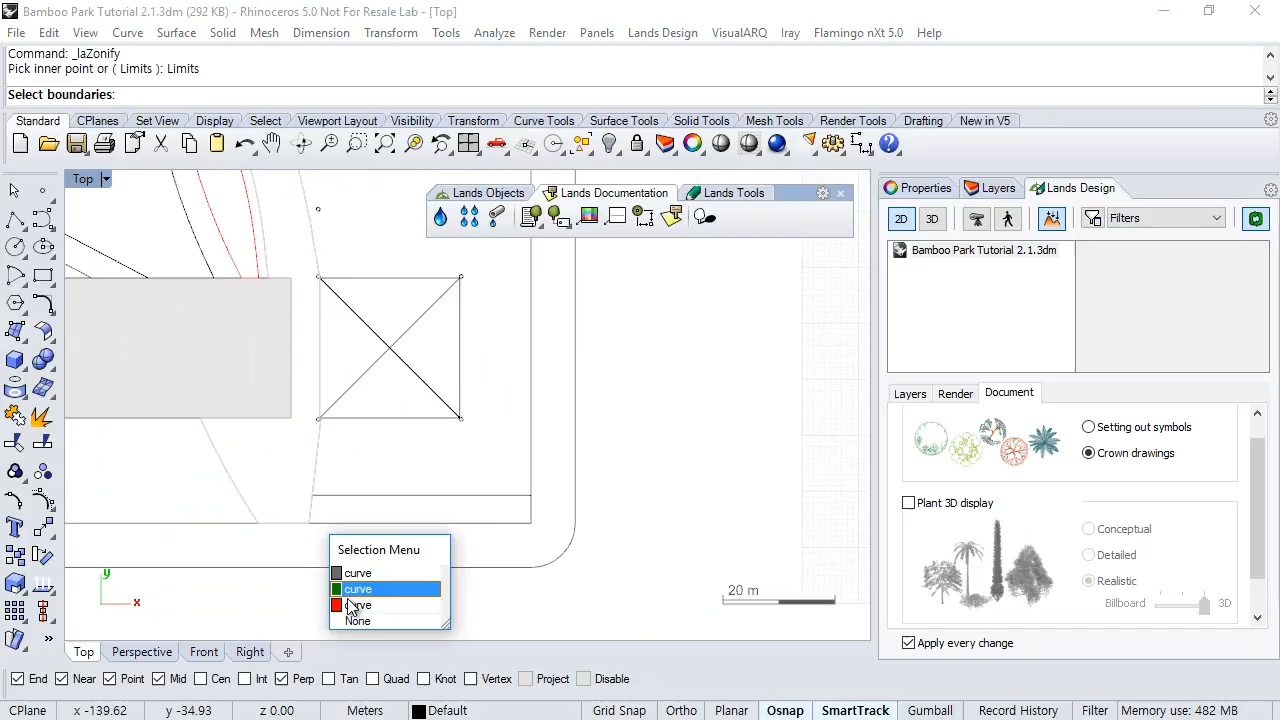 Bamboo Park Tutorial 2.1.3dm (292 KB) - Rhinoceros 5.0 Not For Resale Lab - [Top]
File Edit View Curve Surface Solid Mesh Dimension Transform Tools Analyze Render Panels Lands Design VisualARQ Iray Flamingo nXt 5.0 Help
Command: _laZonify
Pick inner point or ( Limits ): Limits
Select boundaries:
Standard CPlanes Set View Display Select Viewport Layout Visibility Transform Curve Tools Surface Tools Solid Tools Mesh Tools Render Tools Drafting New in V5
Top
Lands Objects Lands Documentation Lands Tools
Properties Layers Lands Design
2D 3D Filters
Bamboo Park Tutorial 2.1.3dm
Layers Render Document
Setting out symbols
Crown drawings
Plant 3D display
Conceptual
Detailed
Realistic
Billboard 3D
Apply every change
20 m
y
x
Selection Menu
curve
curve
curve
None
Top Perspective Front Right
End Near Point Mid Cen Int Perp Tan Quad Knot Vertex Project Disable
CPlane x -139.62 y -34.93 z 0.00 Meters Default Grid Snap Ortho Planar Osnap SmartTrack Gumball Record History Filter Memory use: 482 MB